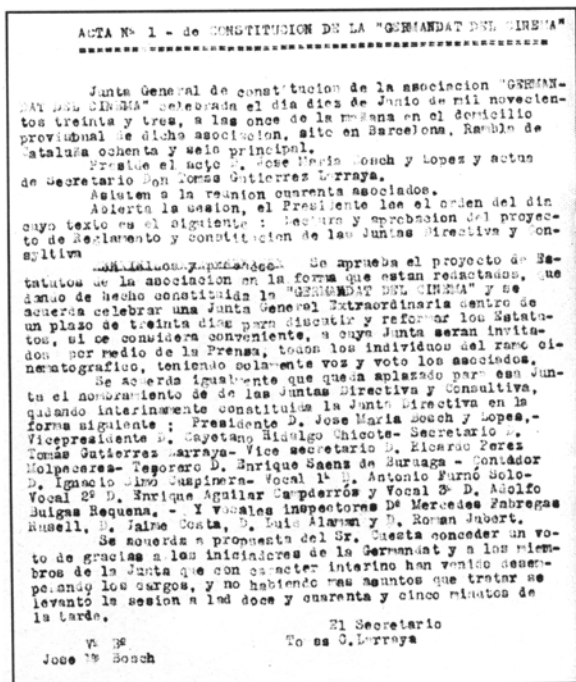 ACTA Nº 1 - de CONSTITUCION DE LA "GERMANDAT DEL CINEMA"
Junta General de constitucion de la asociacion "GERMAN-
DAT DEL CINEMA" celebrada el dia diez de Junio de mil novecien-
tos treinta y tres, a las once de la mañana en el domicilio
provisional de dicha asociacion, sito en Barcelona, Rambla de
Cataluña ochenta y seis principal.
Preside el acto D. Jose Maria Bosch y Lopez y actua
de Secretario Don Tomas Gutierrez Larraya.
Asisten a la reunion cuarenta asociados.
Abierta la sesion, el Presidente lee el orden del dia
cuyo texto es el siguiente : Lectura y aprobacion del proyec-
to de Reglamento y constitucion de las Juntas Directiva y Con-
syltiva
Se aprueba el proyecto de Es-
tatutos de la asociacion en la forma que estan redactados, que
dando de hecho constituida la "GERMANDAT DEL CINEMA" y se
acuerda celebrar una Junta General Extraordinaria dentro de
un plazo de treinta dias para discutir y reformar los Estatu-
tos, si se considera conveniente, a cuya Junta seran invita-
dos por medio de la Prensa, todos los individuos del ramo ci-
nematografico, teniendo solamente voz y voto los asociados.
Se acuerda igualmente que queda aplazado para esa Jun-
ta el nombramiento de de las Juntas Directiva y Consultiva,
quedando interinamente constituida la Junta Directiva en la
forma siguiente ; Presidente D. Jose Maria Bosch y Lopes,-
Vicepresidente D. Cayetano Hidalgo Chicote- Secretario D.
Tomas Gutierrez Larraya- Vice secretario D. Ricardo Perez
Molpeceres- Tesorero D. Enrique Saenz de Buruaga - Contador
D. Ignacio Simó Cuspinera- Vocal 1º D. Antonio Furnó Solo-
Vocal 2º D. Enrique Aguilar Campderrós y Vocal 3º D. Adolfo
Buigas Requena. - Y vocales inspectores Dª Mercedes Fabregas
Rusell, D. Jaime Costa, D. Luis Alaman y D. Roman Jubert.
Se acuerda a propuesta del Sr. Cuesta conceder un vo-
to de gracias a los iniciadores de la Germandat y a los miem-
bros de la Junta que con caracter interino han venido desem-
peñando los cargos, y no habiendo mas asuntos que tratar se
levantó la sesion a lad doce y cuarenta y cinco minutos de
la tarde.
El Secretario
Vº Bº
Tomas G. Larraya
Jose Mª Bosch